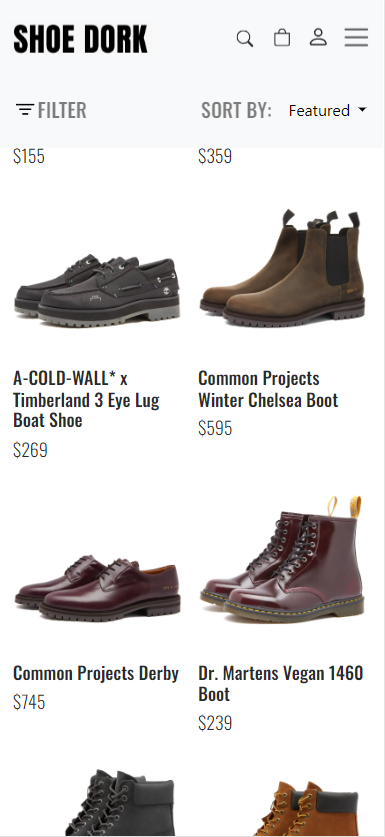 SHOE DORK
FILTER
SORT BY: Featured
$155
$359
A-COLD-WALL* x
Timberland 3 Eye Lug
Boat Shoe
$269
Common Projects
Winter Chelsea Boot
$595
Common Projects Derby
$745
Dr. Martens Vegan 1460
Boot
$239